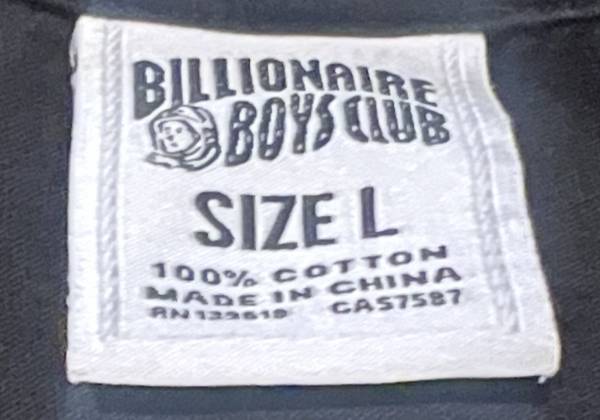 BILLIONAIRE
BOYS CLUB
SIZE L
100% COTTON
MADE IN CHINA
CA57587